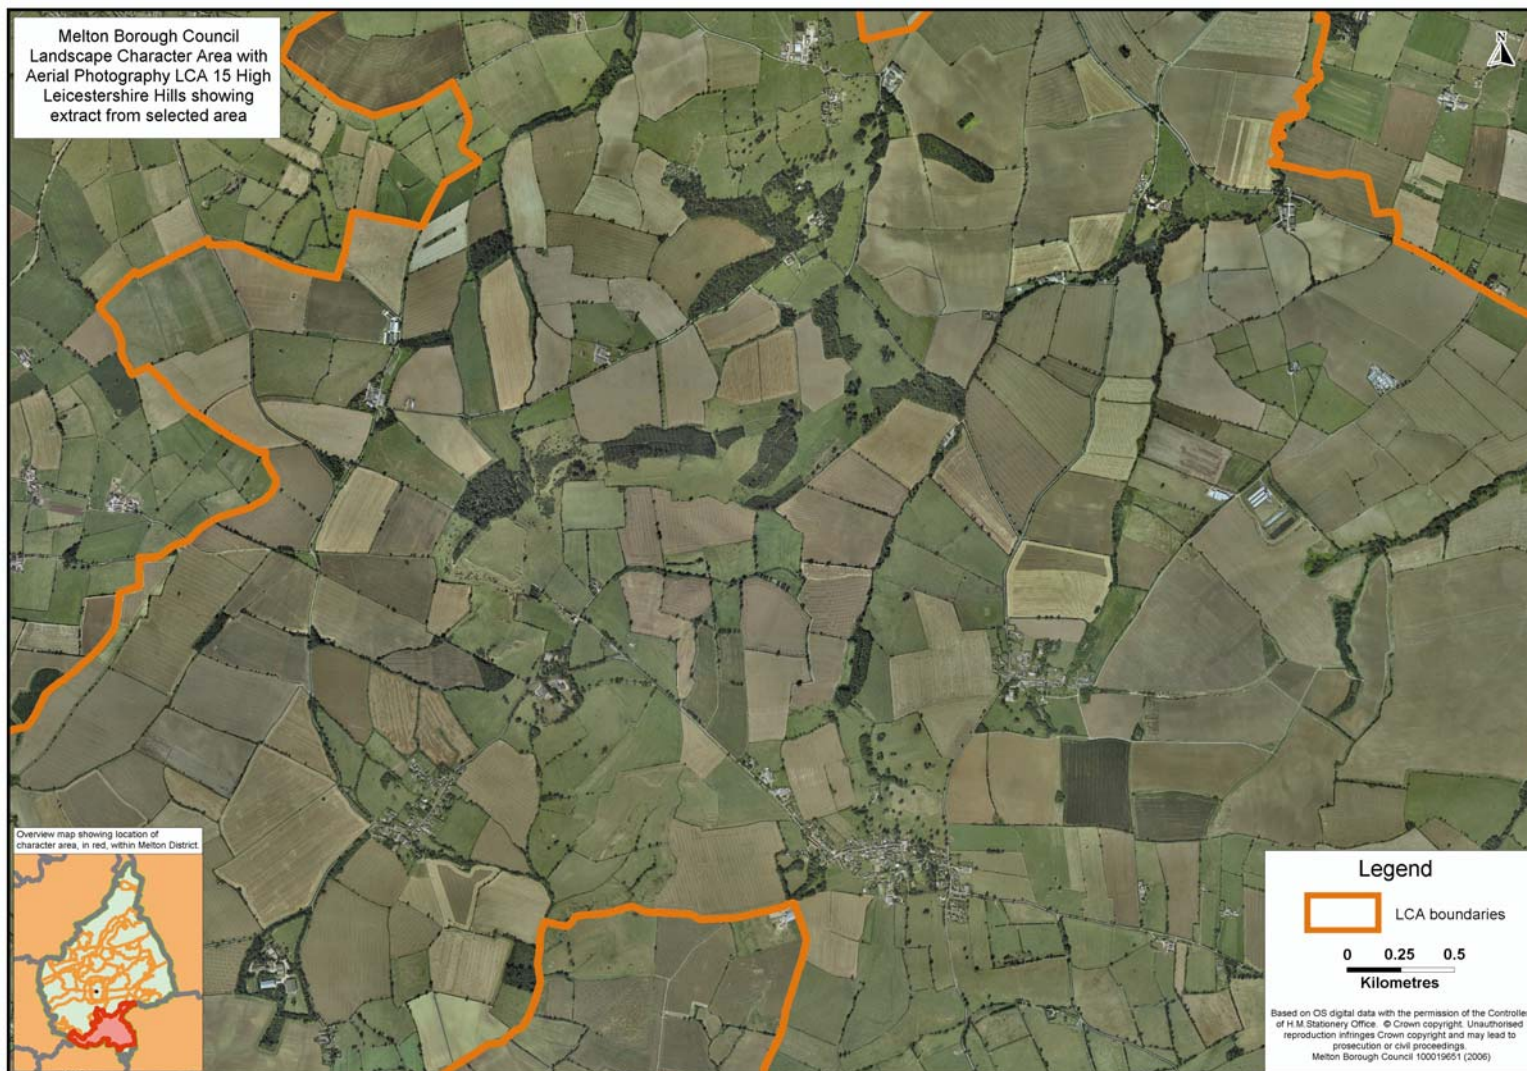 Melton Borough Council
Landscape Character Area with
Aerial Photography LCA 15 High
Leicestershire Hills showing
extract from selected area
N
Overview map showing location of
character area, in red, within Melton District.
Legend
LCA boundaries
0 0.25 0.5
Kilometres
Based on OS digital data with the permission of the Controller
of H.M.Stationery Office. © Crown copyright. Unauthorised
reproduction infringes Crown copyright and may lead to
prosecution or civil proceedings.
Melton Borough Council 100019651 (2006)